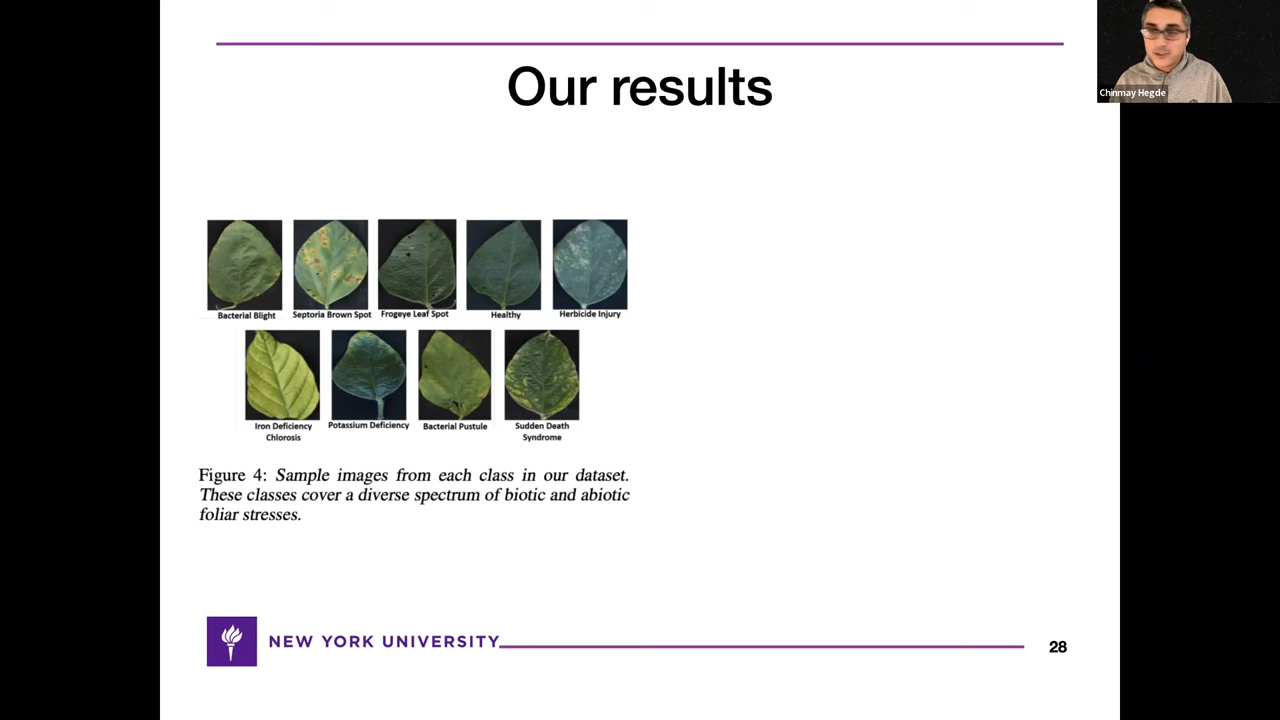 Our results
Chinmay Hegde
Bacterial Blight
Septoria Brown Spot
Frogeye Leaf Spot
Healthy
Herbicide Injury
Iron Deficiency
Chlorosis
Potassium Deficiency
Bacterial Pustule
Sudden Death
Syndrome
Figure 4: Sample images from each class in our dataset.
These classes cover a diverse spectrum of biotic and abiotic
foliar stresses.
NEW YORK UNIVERSITY
28